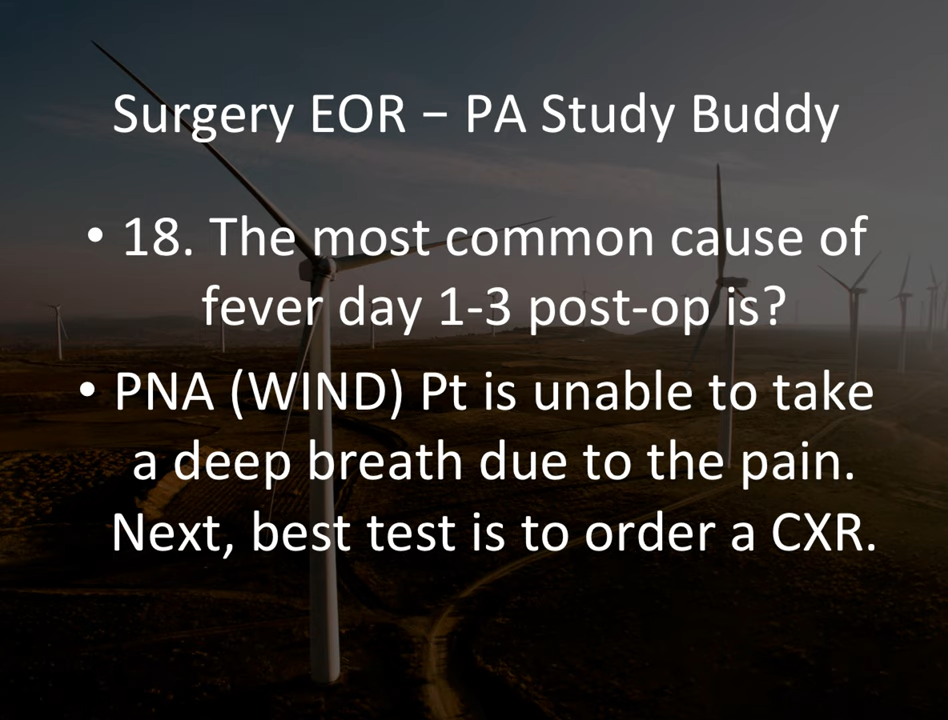 Surgery EOR – PA Study Buddy
• 18. The most common cause of
fever day 1-3 post-op is?
• PNA (WIND) Pt is unable to take
a deep breath due to the pain.
Next, best test is to order a CXR.